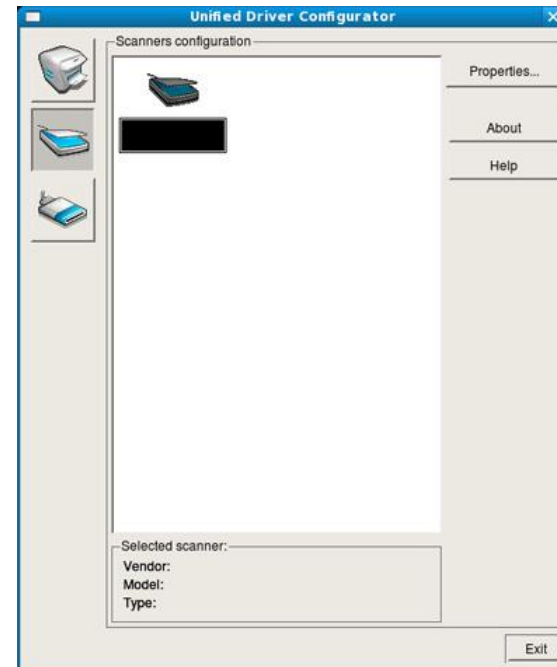 Unified Driver Configurator
Scanners configuration
Properties...
About
Help
Selected scanner:
Vendor:
Model:
Type:
Exit